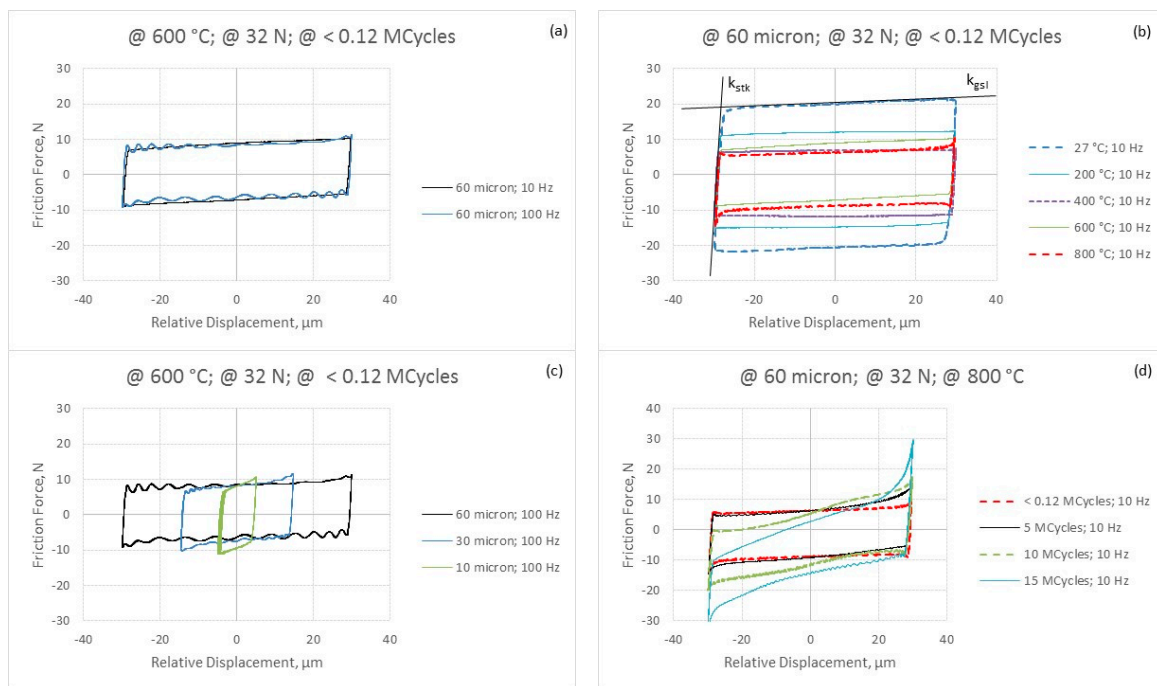 @ 600 °C; @ 32 N; @ < 0.12 MCycles
(a)
30
20
10
0
-10
-20
-30
-40
-20
0
20
40
Friction Force, N
Relative Displacement, µm
60 micron; 10 Hz
60 micron; 100 Hz
@ 60 micron; @ 32 N; @ < 0.12 MCycles
(b)
kstk
kgsl
30
20
10
0
-10
-20
-30
-40
-20
0
20
40
Friction Force, N
Relative Displacement, µm
27 °C; 10 Hz
200 °C; 10 Hz
400 °C; 10 Hz
600 °C; 10 Hz
800 °C; 10 Hz
@ 600 °C; @ 32 N; @ < 0.12 MCycles
(c)
30
20
10
0
-10
-20
-30
-40
-20
0
20
40
Friction Force, N
Relative Displacement, µm
60 micron; 100 Hz
30 micron; 100 Hz
10 micron; 100 Hz
@ 60 micron; @ 32 N; @ 800 °C
(d)
40
30
20
10
0
-10
-20
-30
-40
-20
0
20
40
Friction Force, N
Relative Displacement, µm
< 0.12 MCycles; 10 Hz
5 MCycles; 10 Hz
10 MCycles; 10 Hz
15 MCycles; 10 Hz